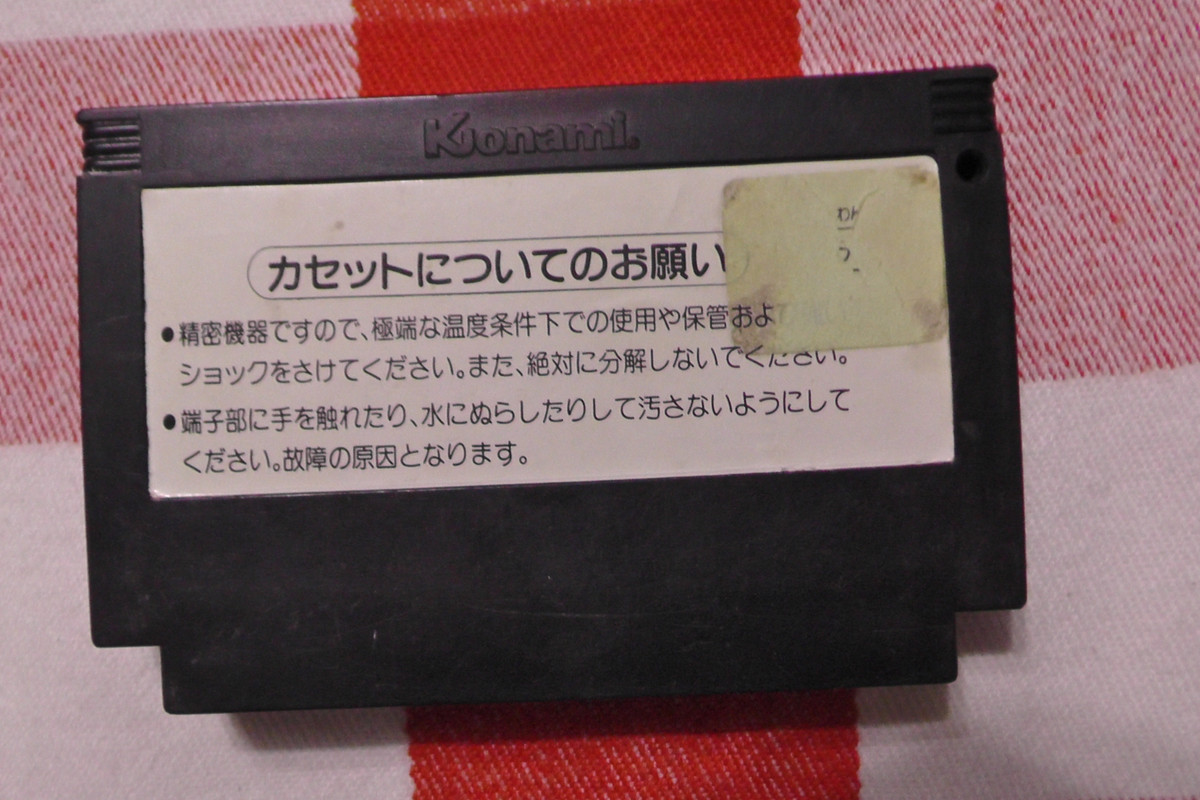 Konami®
カセットについてのお願い
●精密機器ですので、極端な温度条件下での使用や保管およ
ショックをさけてください。また、絶対に分解しないでください。
●端子部に手を触れたり、水にぬらしたりして汚さないようにして
ください。故障の原因となります。